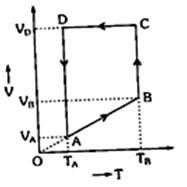 V_D D C
↑ V
V_B B
V_A A
O T_A → T T_B